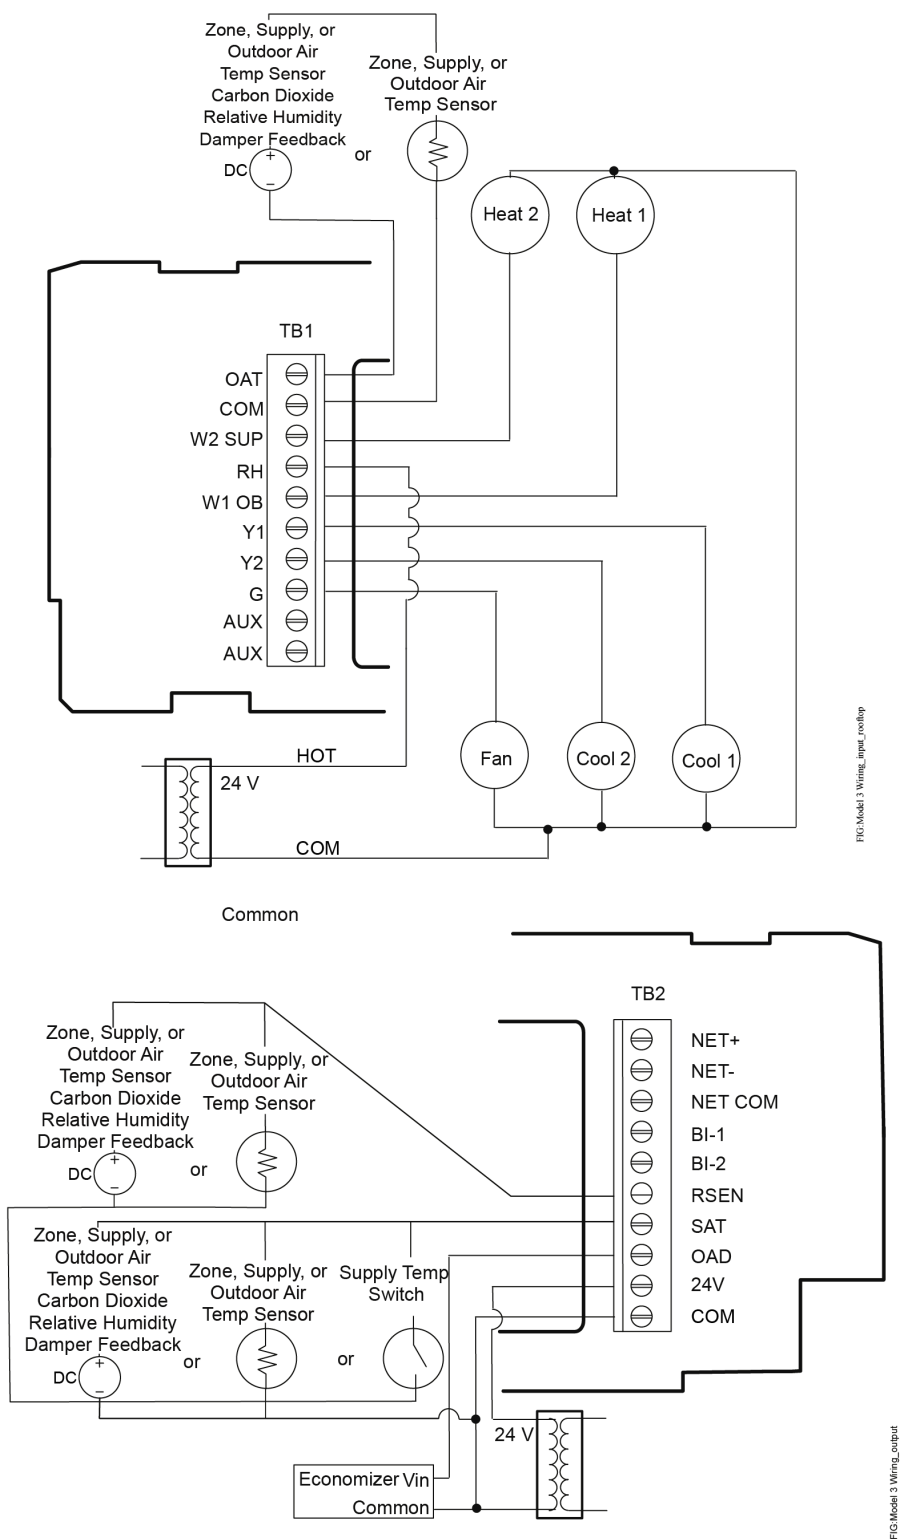 Zone, Supply, or
Outdoor Air
Temp Sensor
Carbon Dioxide
Relative Humidity
Damper Feedback
DC
+
−
or
Zone, Supply, or
Outdoor Air
Temp Sensor
Heat 2
Heat 1
TB1
OAT
COM
W2 SUP
RH
W1 OB
Y1
Y2
G
AUX
AUX
HOT
24 V
COM
Fan
Cool 2
Cool 1
FIG:Model 3 Wiring_input_rooftop
Common
TB2
NET+
NET-
NET COM
BI-1
BI-2
RSEN
SAT
OAD
24V
COM
Zone, Supply, or
Outdoor Air
Temp Sensor
Carbon Dioxide
Relative Humidity
Damper Feedback
DC
+
−
or
Zone, Supply, or
Outdoor Air
Temp Sensor
Zone, Supply, or
Outdoor Air
Temp Sensor
Carbon Dioxide
Relative Humidity
Damper Feedback
DC
+
−
or
Zone, Supply, or
Outdoor Air
Temp Sensor
or
Supply Temp
Switch
24 V
Economizer Vin
Common
FIG:Model 3 Wiring_output